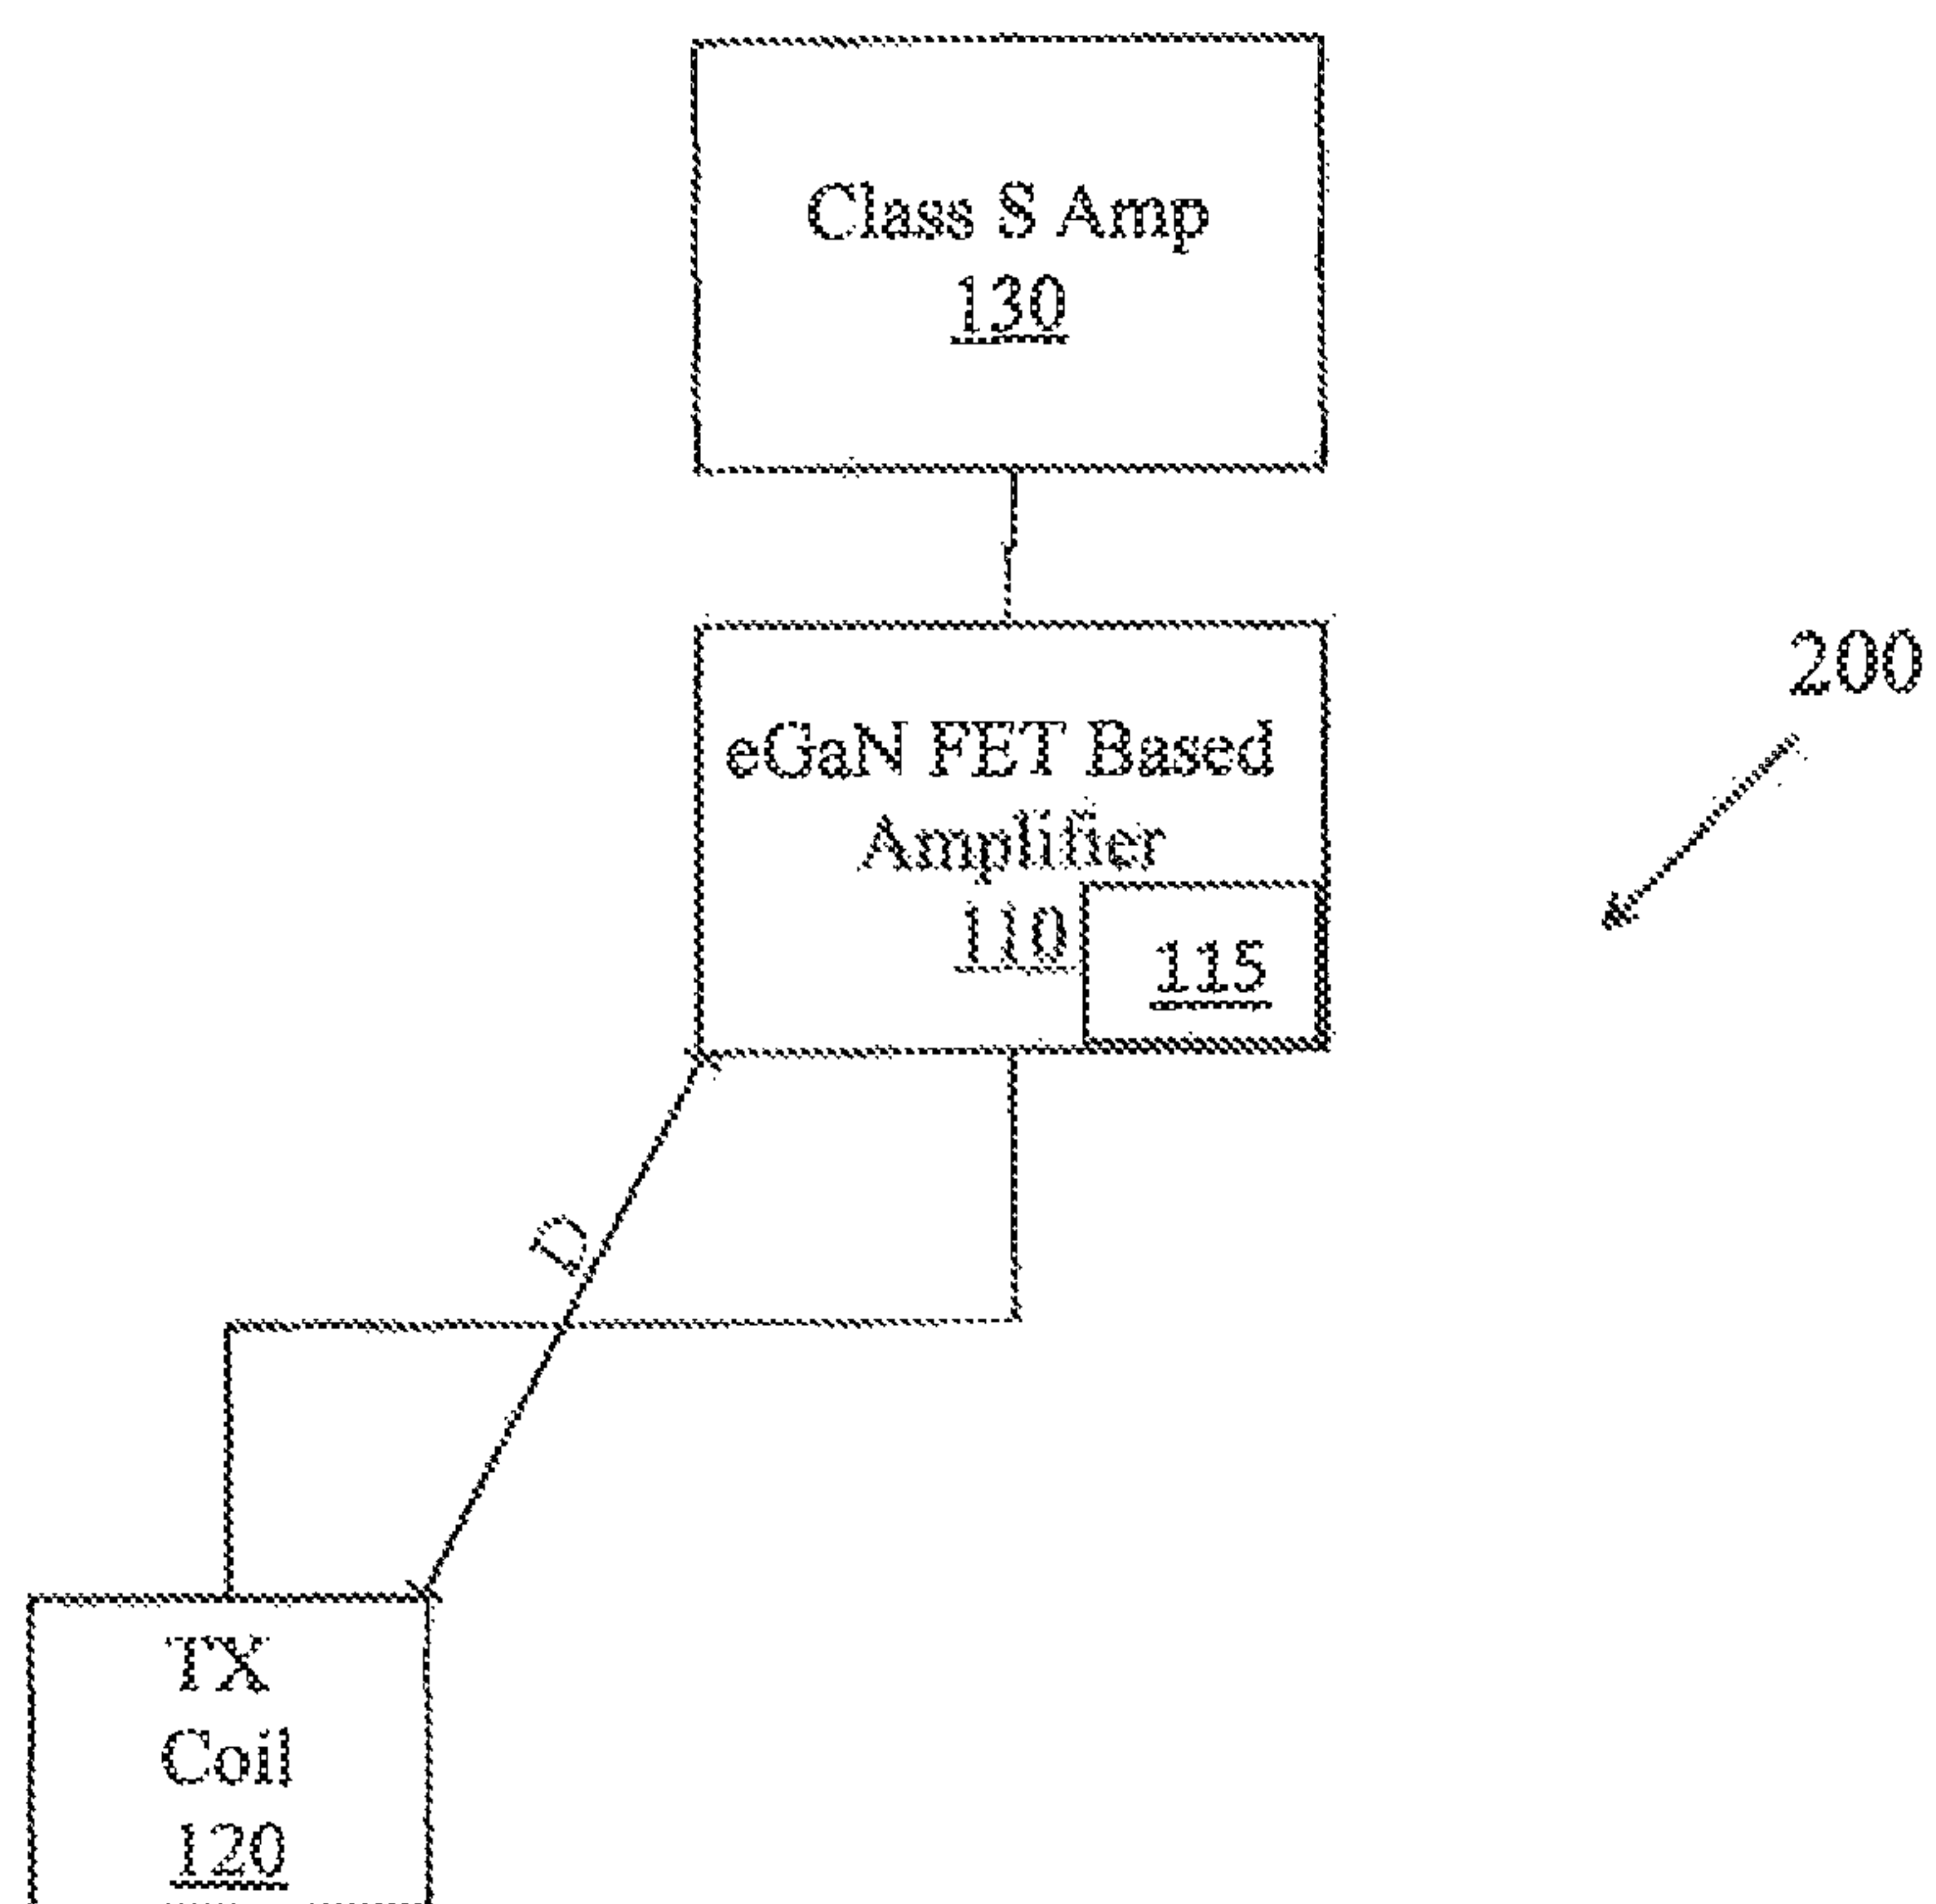 Class S Amp
130
200
eGaN FET Based
Amplifier
110
115
D
TX
Coil
120